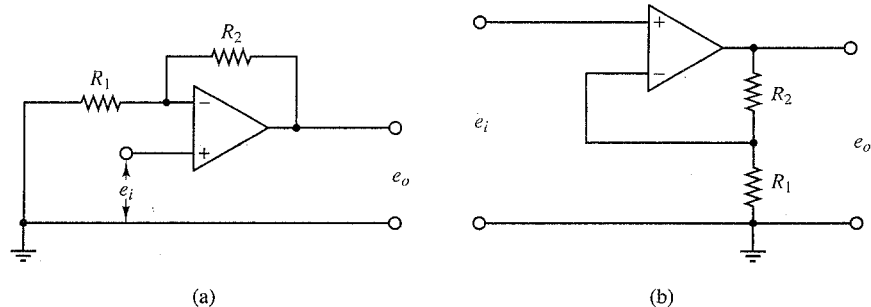 R₂
R₁
−
+
eᵢ
eₒ
(a)
+
−
R₂
eᵢ
eₒ
R₁
(b)